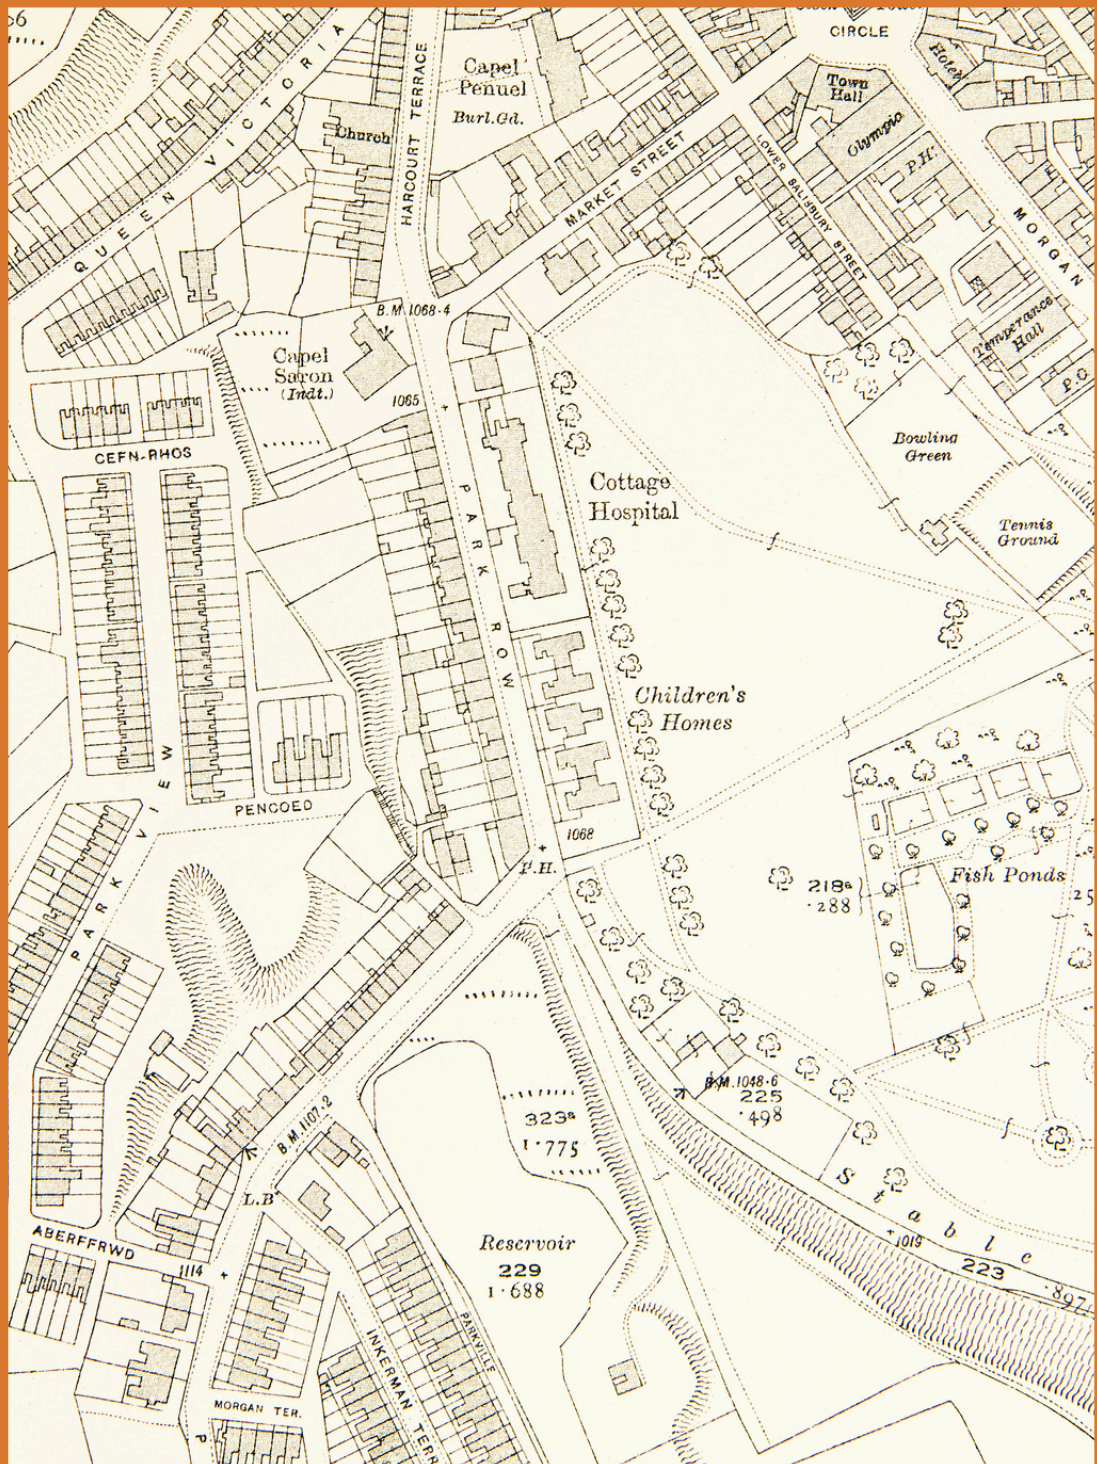 CIRCLE
Hotel
Town
Hall
Olympic
P.H.
Capel
Penuel
Burl.Gd.
Church
HARCOURT TERRACE
QUEEN VICTORIA
MARKET STREET
LOWER SALISBURY STREET
MORGAN
Temperance
Hall
P.O
B.M.1068·4
Capel
Saron
(Indt.)
1065
CEFN-RHOS
Bowling
Green
Tennis
Ground
Cottage
Hospital
PARK ROW
Children's
Homes
PENCOED
PARK VIEW
1068
P.H.
Fish Ponds
218a
·288
25
B.M.1048·6
225
·498
323a
1·775
B.M.1107·2
L.B
Stable
1019
223
·897
ABERFFRWD
1114
Reservoir
229
1·688
PARKVILLE
INKERMAN TERR
MORGAN TER.
P